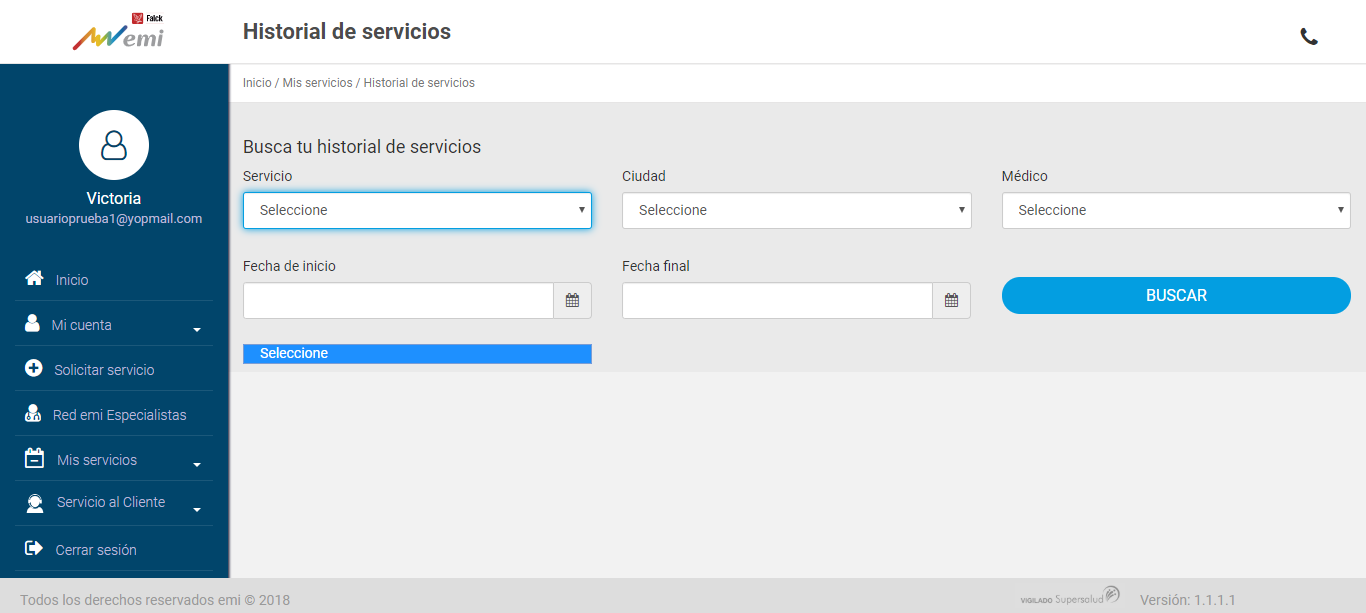 Falck
emi
Historial de servicios
Inicio / Mis servicios / Historial de servicios
Victoria
usuarioprueba1@yopmail.com
Inicio
Mi cuenta
Solicitar servicio
Red emi Especialistas
Mis servicios
Servicio al Cliente
Cerrar sesión
Busca tu historial de servicios
Servicio
Ciudad
Médico
Seleccione
Seleccione
Seleccione
Fecha de inicio
Fecha final
BUSCAR
Seleccione
Todos los derechos reservados emi © 2018
VIGILADO Supersalud
Versión: 1.1.1.1